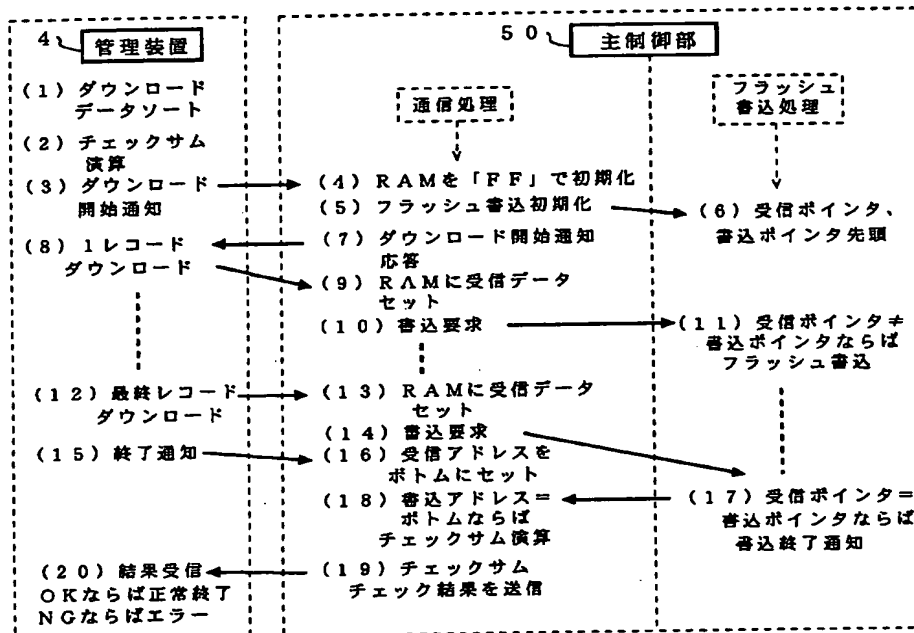 4
管理装置
(1) ダウンロード
データソート
(2) チェックサム
演算
(3) ダウンロード
開始通知
(8) 1レコード
ダウンロード
(12) 最終レコード
ダウンロード
(15) 終了通知
(20) 結果受信
OKならば正常終了
NGならばエラー
50
主制御部
通信処理
(4) RAMを「FF」で初期化
(5) フラッシュ書込初期化
(7) ダウンロード開始通知
応答
(9) RAMに受信データ
セット
(10) 書込要求
(13) RAMに受信データ
セット
(14) 書込要求
(16) 受信アドレスを
ボトムにセット
(18) 書込アドレス=
ボトムならば
チェックサム演算
(19) チェックサム
チェック結果を送信
フラッシュ
書込処理
(6) 受信ポインタ、
書込ポインタ先頭
(11) 受信ポインタ≠
書込ポインタならば
フラッシュ書込
(17) 受信ポインタ=
書込ポインタならば
書込終了通知